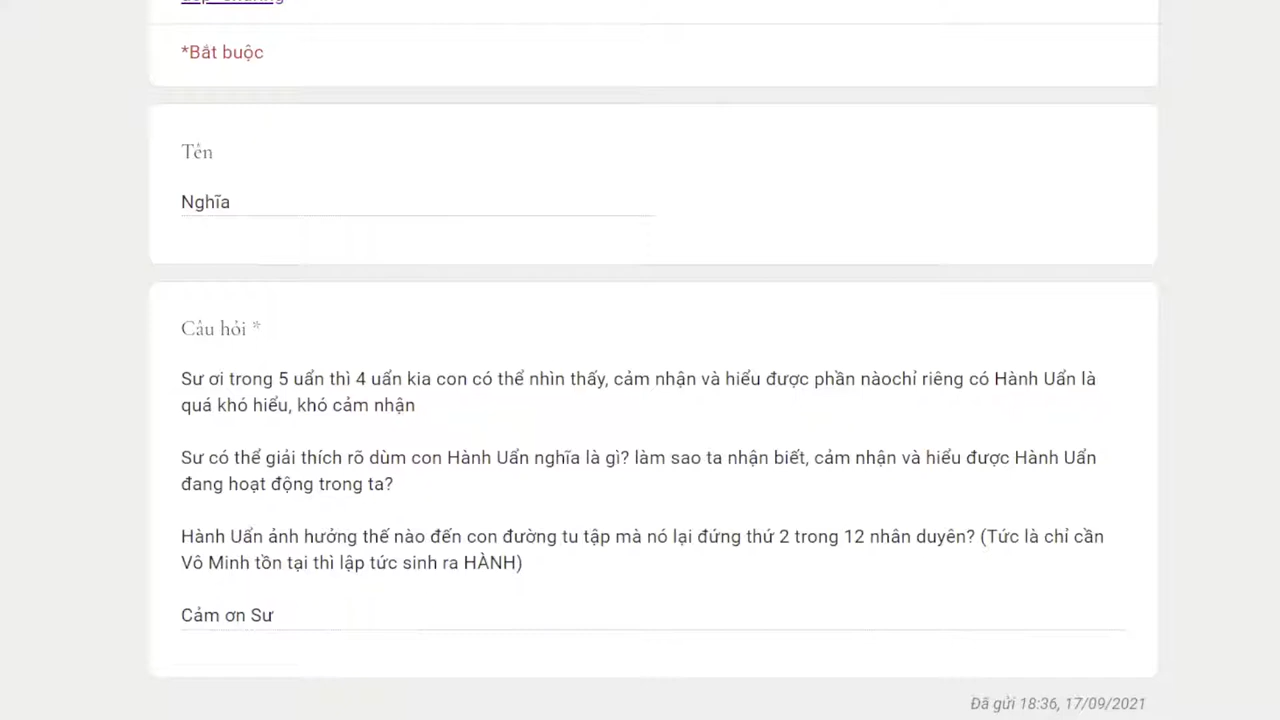 *Bắt buộc
Tên
Nghĩa
Câu hỏi *
Sư ơi trong 5 uẩn thì 4 uẩn kia con có thể nhìn thấy, cảm nhận và hiểu được phần nàochỉ riêng có Hành Uẩn là
quá khó hiểu, khó cảm nhận
Sư có thể giải thích rõ dùm con Hành Uẩn nghĩa là gì? làm sao ta nhận biết, cảm nhận và hiểu được Hành Uẩn
đang hoạt động trong ta?
Hành Uẩn ảnh hưởng thế nào đến con đường tu tập mà nó lại đứng thứ 2 trong 12 nhân duyên? (Tức là chỉ cần
Vô Minh tồn tại thì lập tức sinh ra HÀNH)
Cảm ơn Sư
Đã gửi 18:36, 17/09/2021